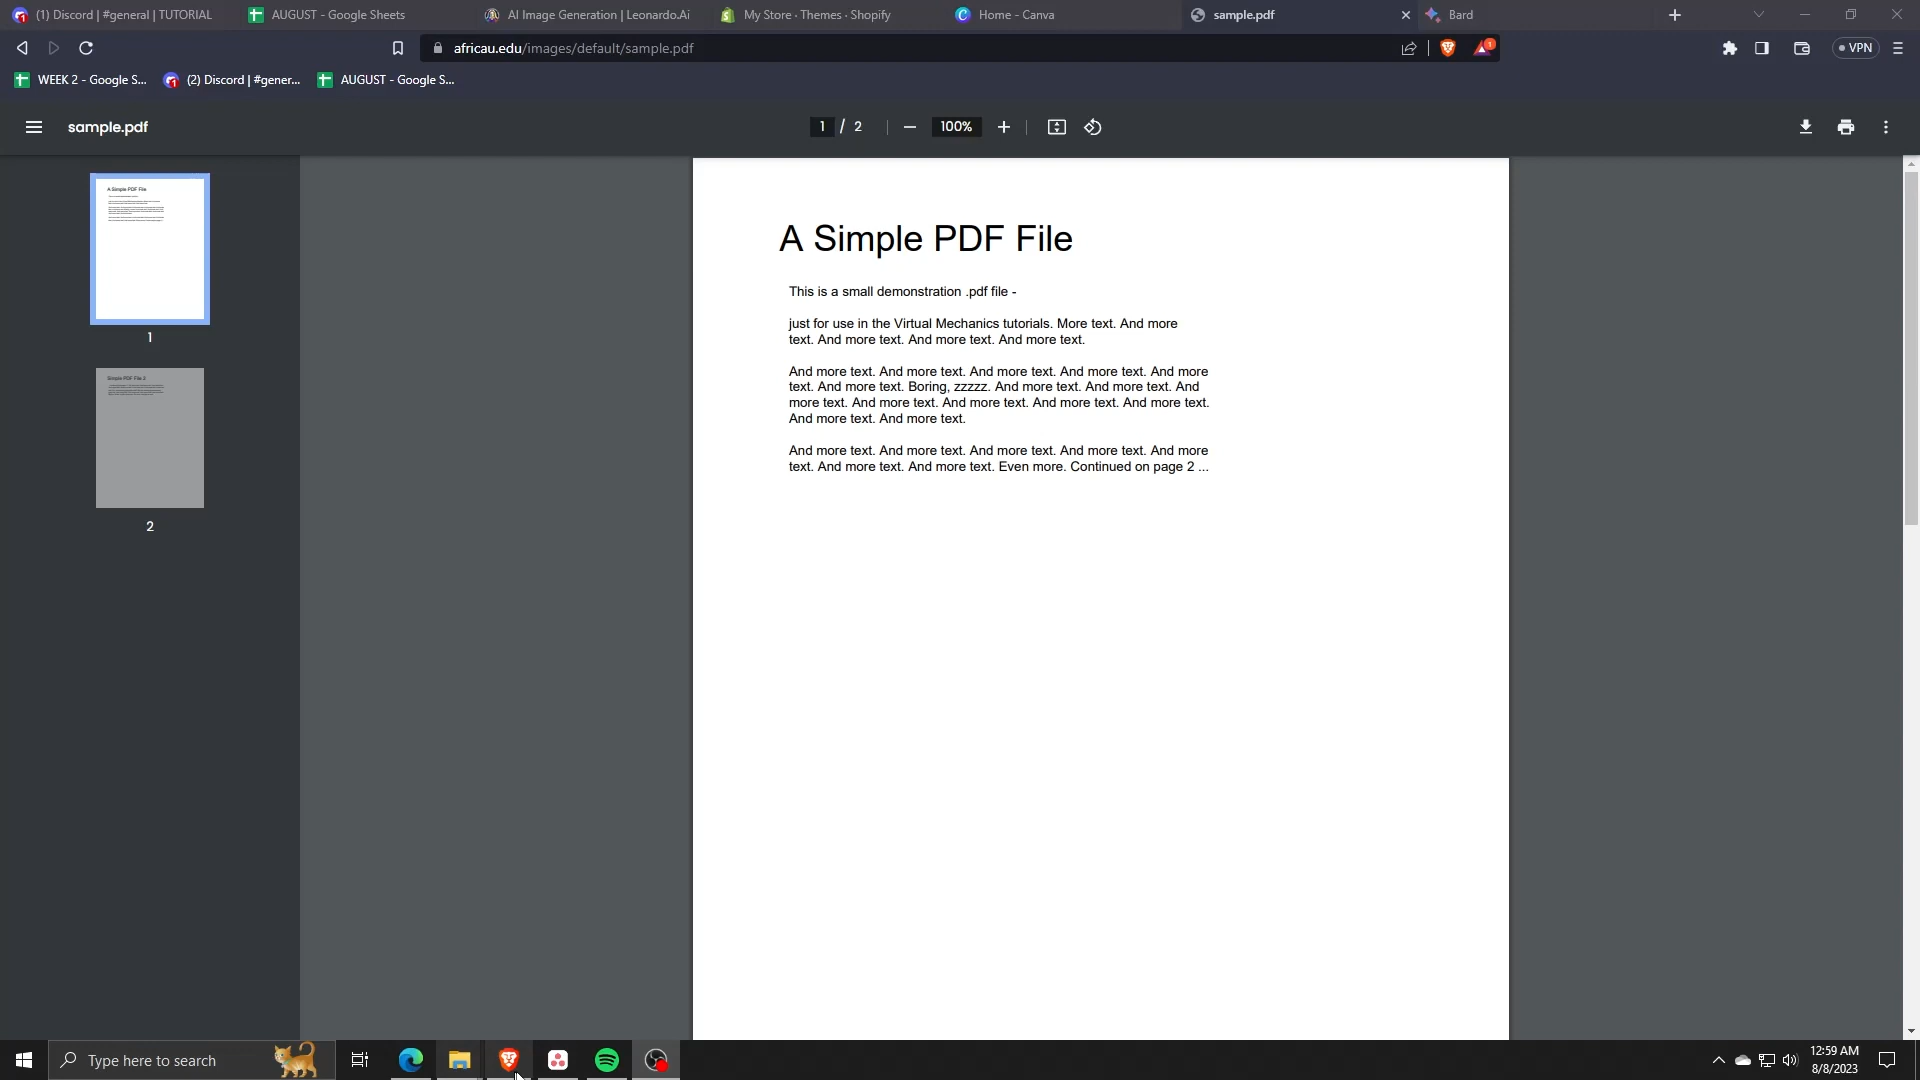 (1) Discord | #general | TUTORIAL
AUGUST - Google Sheets
AI Image Generation | Leonardo.Ai
My Store · Themes · Shopify
Home - Canva
sample.pdf
Bard
africau.edu/images/default/sample.pdf
1
VPN
WEEK 2 - Google S...
(2) Discord | #gener...
AUGUST - Google S...
sample.pdf
1 / 2
100%
1
2
A Simple PDF File
This is a small demonstration .pdf file -
just for use in the Virtual Mechanics tutorials. More text. And more
text. And more text. And more text. And more text.
And more text. And more text. And more text. And more text. And more
text. And more text. Boring, zzzzz. And more text. And more text. And
more text. And more text. And more text. And more text. And more text.
And more text. And more text.
And more text. And more text. And more text. And more text. And more
text. And more text. And more text. Even more. Continued on page 2 ...
A Simple PDF File
Simple PDF File 2
Type here to search
12:59 AM
8/8/2023